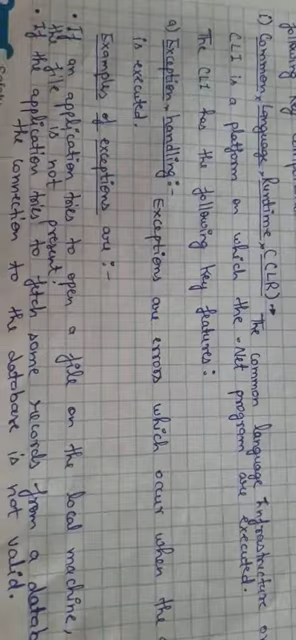 following key
1) Common Language Runtime (CLR) → The Common language Infrastructure or
CLI is a platform on which the .Net program are executed.
The CLI has the following key features:
a) Exception handling:- Exceptions are errors which occur when the
is executed.
Examples of exceptions are:-
• If an application tries to open a file on the local machine,
the file is not present.
• If the application tries to fetch some records from a datab
the connection to the database is not valid.